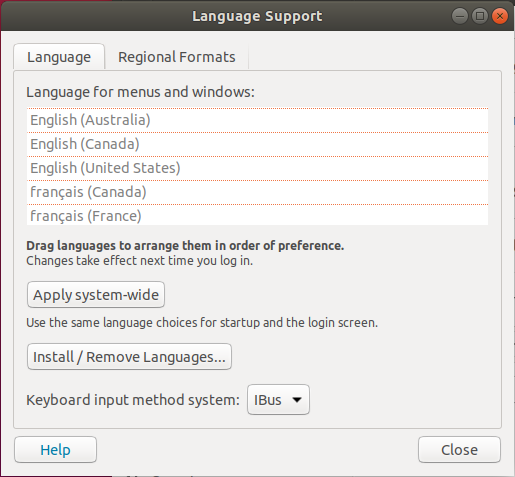 Language Support
Language
Regional Formats
Language for menus and windows:
English (Australia)
English (Canada)
English (United States)
français (Canada)
français (France)
Drag languages to arrange them in order of preference.
Changes take effect next time you log in.
Apply system-wide
Use the same language choices for startup and the login screen.
Install / Remove Languages...
Keyboard input method system: IBus
Help
Close